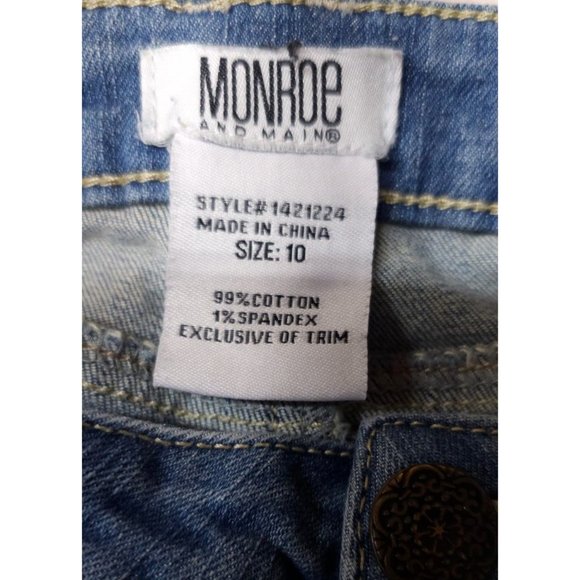 MONROe
AND MAIN®
STYLE# 1421224
MADE IN CHINA
SIZE: 10
99% COTTON
1% SPANDEX
EXCLUSIVE OF TRIM